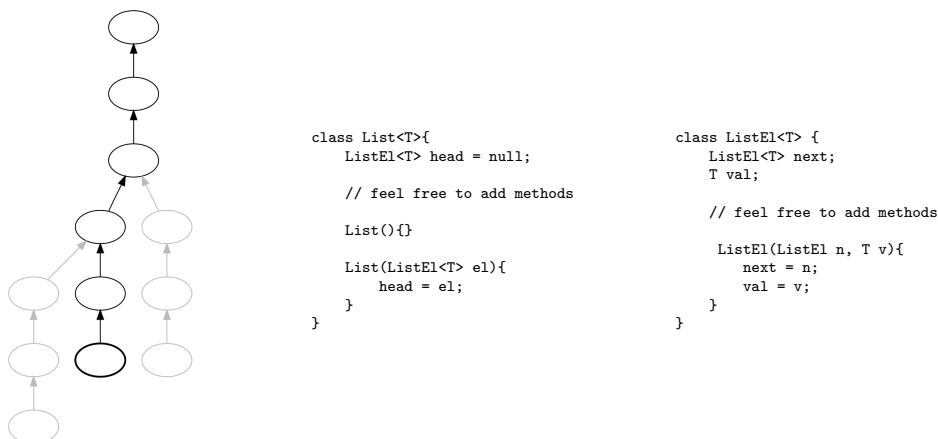 class List<T>{
ListEl<T> head = null;
// feel free to add methods
List(){}
List(ListEl<T> el){
head = el;
}
}
class ListEl<T> {
ListEl<T> next;
T val;
// feel free to add methods
ListEl(ListEl n, T v){
next = n;
val = v;
}
}